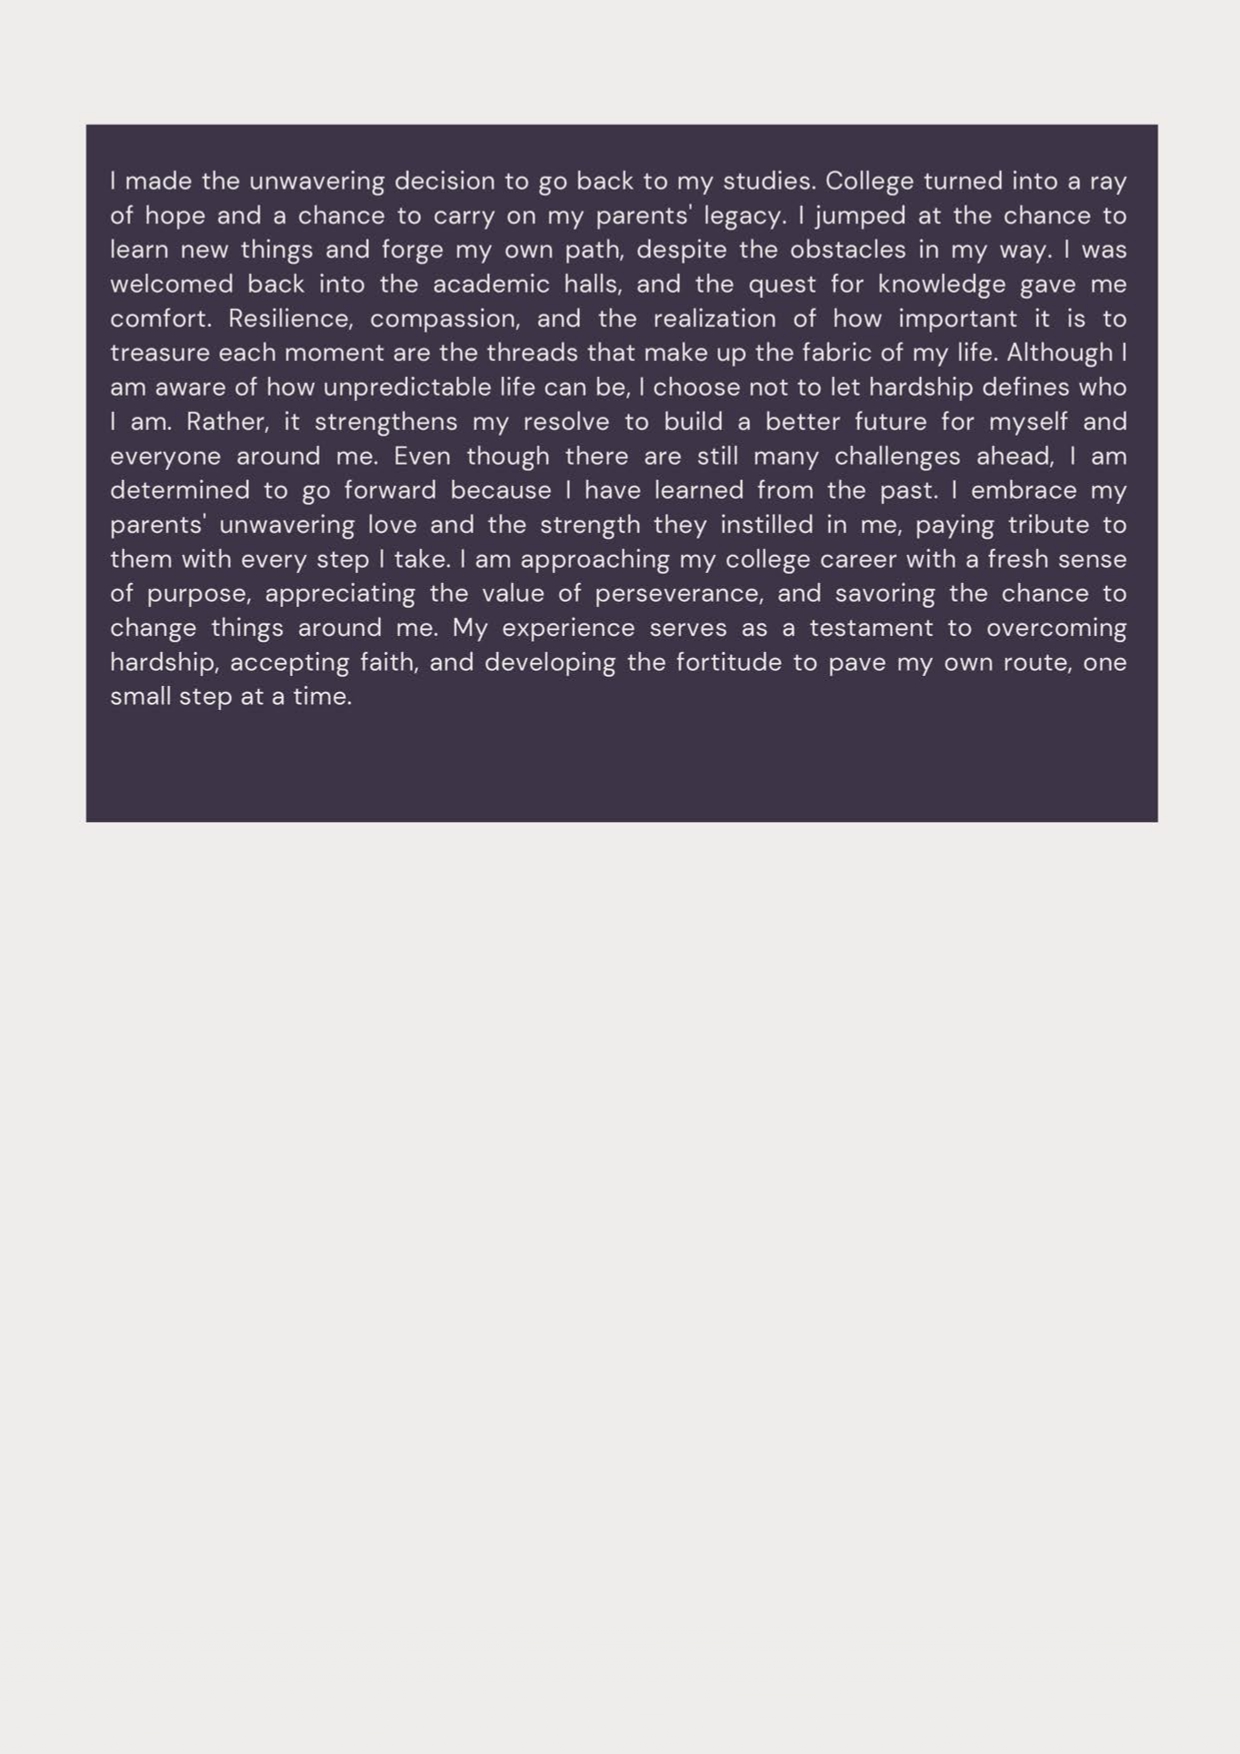 I made the unwavering decision to go back to my studies. College turned into a ray
of hope and a chance to carry on my parents' legacy. I jumped at the chance to
learn new things and forge my own path, despite the obstacles in my way. I was
welcomed back into the academic halls, and the quest for knowledge gave me
comfort. Resilience, compassion, and the realization of how important it is to
treasure each moment are the threads that make up the fabric of my life. Although I
am aware of how unpredictable life can be, I choose not to let hardship defines who
I am. Rather, it strengthens my resolve to build a better future for myself and
everyone around me. Even though there are still many challenges ahead, I am
determined to go forward because I have learned from the past. I embrace my
parents' unwavering love and the strength they instilled in me, paying tribute to
them with every step I take. I am approaching my college career with a fresh sense
of purpose, appreciating the value of perseverance, and savoring the chance to
change things around me. My experience serves as a testament to overcoming
hardship, accepting faith, and developing the fortitude to pave my own route, one
small step at a time.